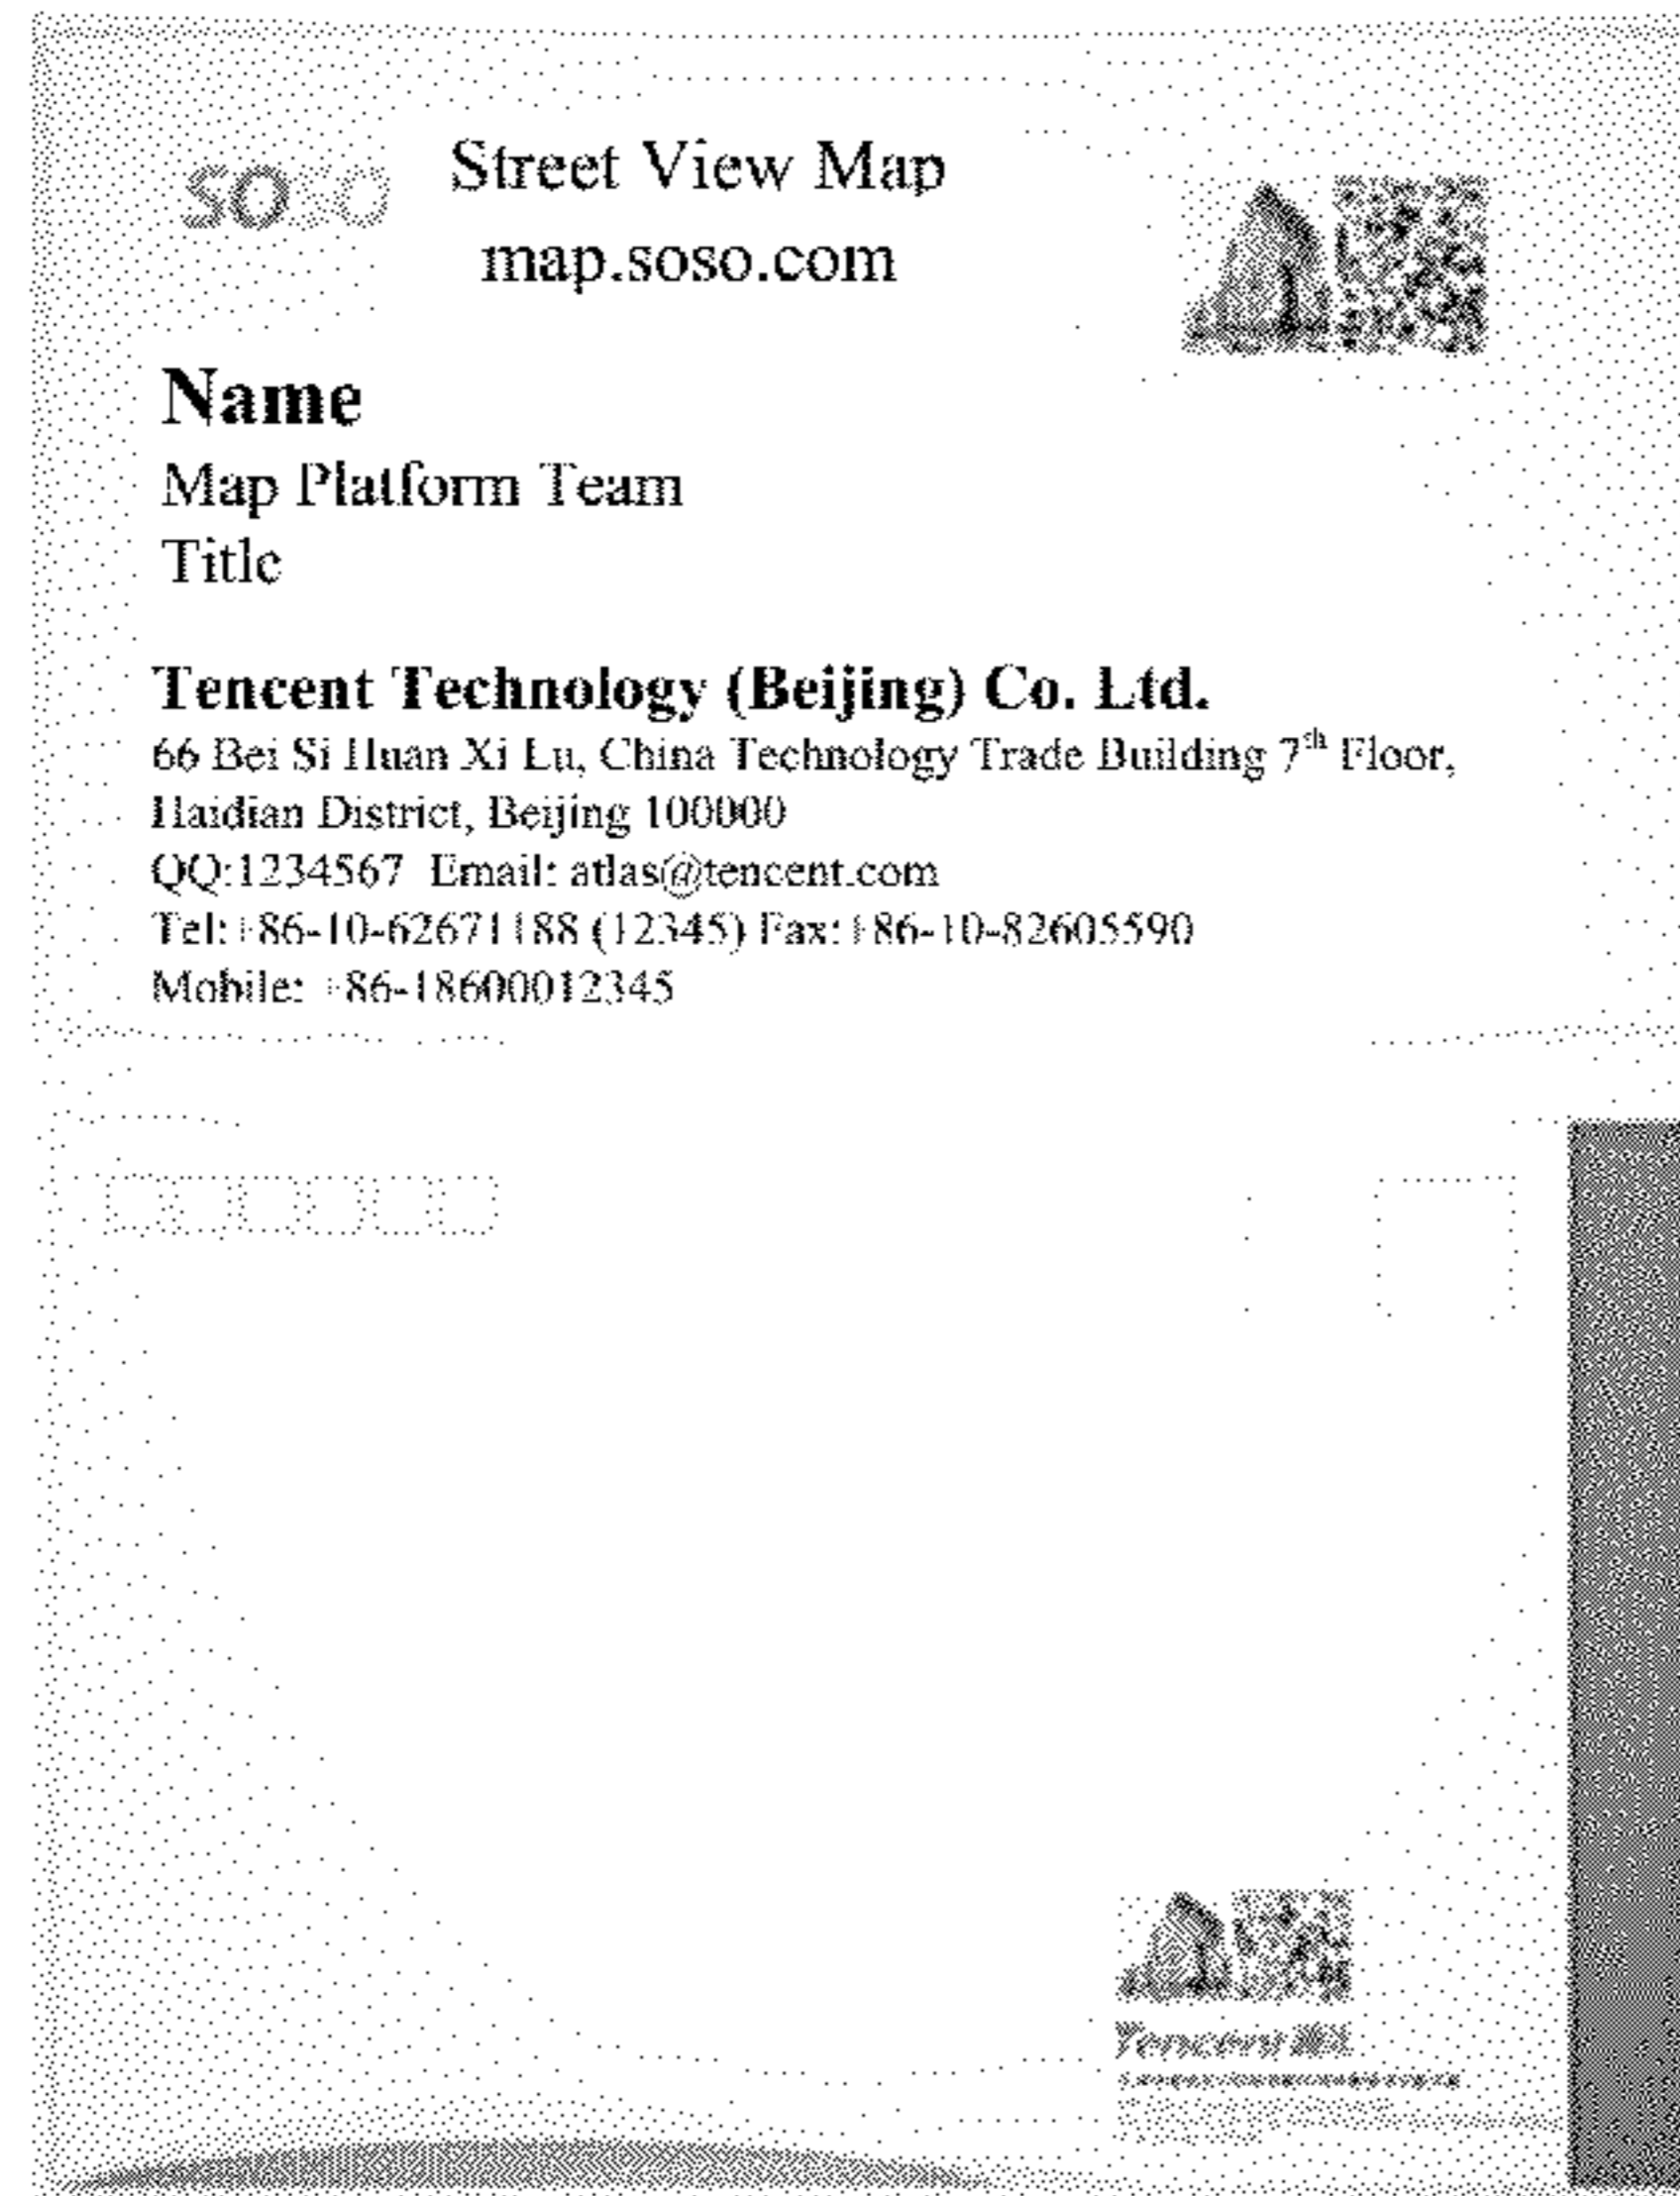 SOSO
Street View Map
map.soso.com
Name
Map Platform Team
Title
Tencent Technology (Beijing) Co. Ltd.
66 Bei Si Huan Xi Lu, China Technology Trade Building 7th Floor,
Haidian District, Beijing 100000
QQ:1234567 Email: atlas@tencent.com
Tel:+86-10-62671188 (12345) Fax:+86-10-82605590
Mobile: +86-18600012345
Tencent